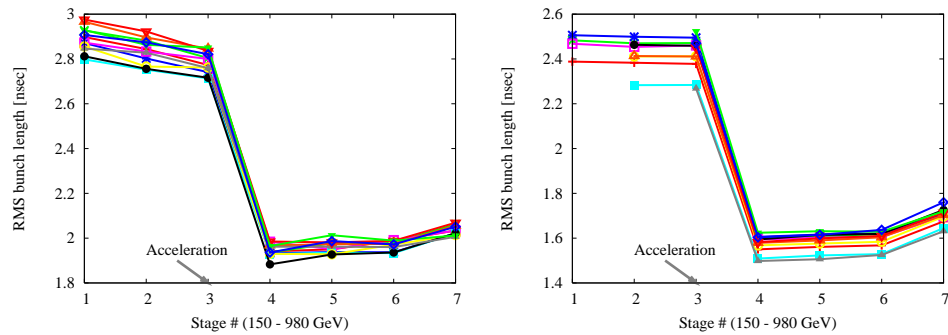 RMS bunch length [nsec]
3
2.8
2.6
2.4
2.2
2
1.8
Acceleration
1 2 3 4 5 6 7
Stage # (150 - 980 GeV)
RMS bunch length [nsec]
2.6
2.4
2.2
2
1.8
1.6
1.4
Acceleration
1 2 3 4 5 6 7
Stage # (150 - 980 GeV)